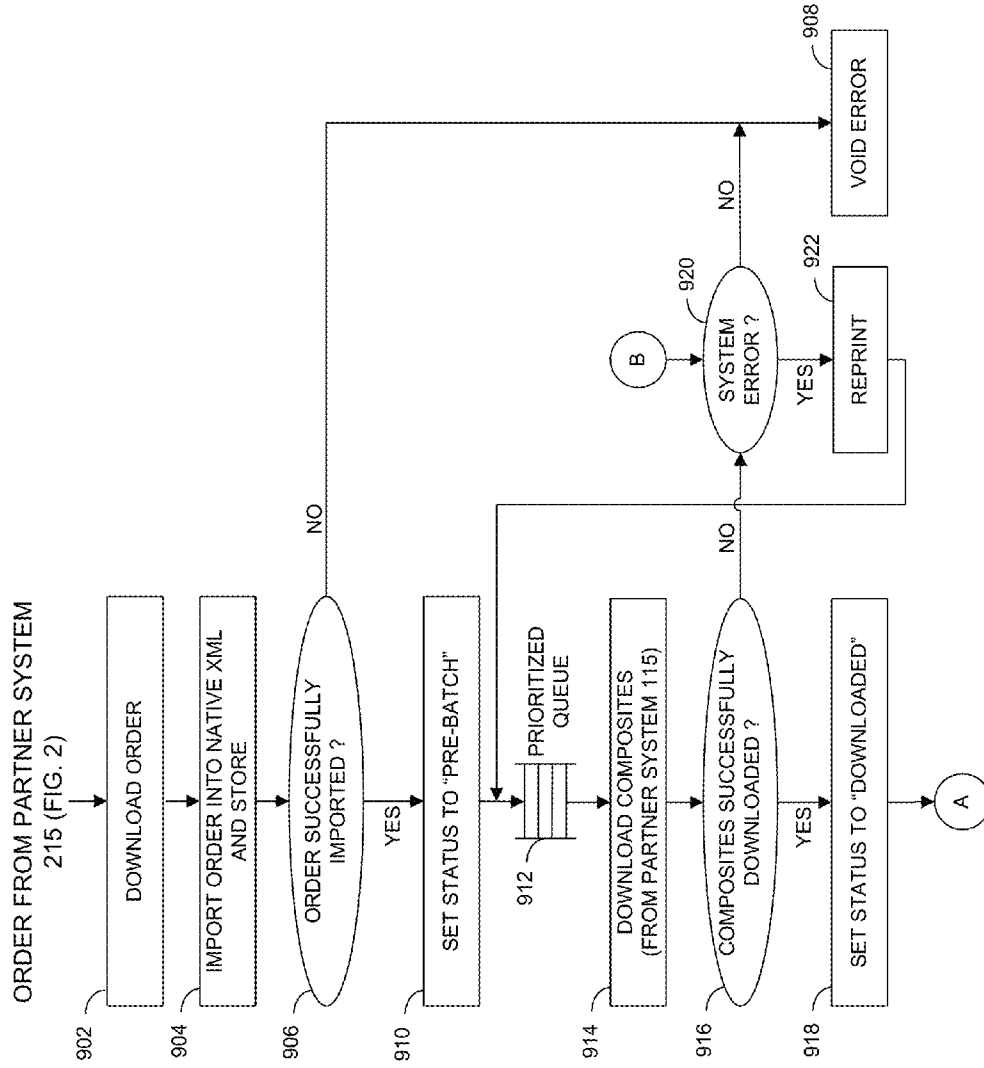 ORDER FROM PARTNER SYSTEM
215 (FIG. 2)
902
DOWNLOAD ORDER
904
IMPORT ORDER INTO NATIVE XML
AND STORE
906
ORDER SUCCESSFULLY
IMPORTED ?
NO
YES
910
SET STATUS TO “PRE-BATCH”
912
PRIORITIZED
QUEUE
914
DOWNLOAD COMPOSITES
(FROM PARTNER SYSTEM 115)
916
COMPOSITES SUCCESSFULLY
DOWNLOADED ?
NO
YES
918
SET STATUS TO “DOWNLOADED”
A
B
920
SYSTEM
ERROR ?
NO
YES
922
REPRINT
908
VOID ERROR